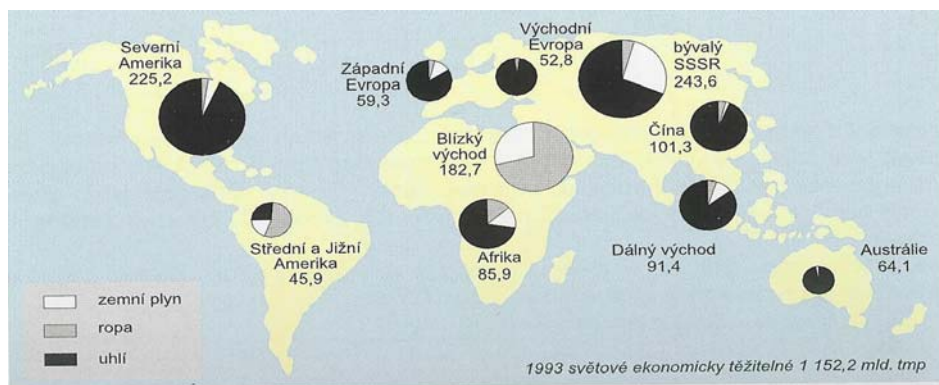 Severní
Amerika
225,2
Západní
Evropa
59,3
Východní
Evropa
52,8
bývalý
SSSR
243,6
Čína
101,3
Blízký
východ
182,7
Střední a Jižní
Amerika
45,9
Afrika
85,9
Dálný východ
91,4
Austrálie
64,1
zemní plyn
ropa
uhlí
1993 světové ekonomicky těžitelné 1 152,2 mld. tmp